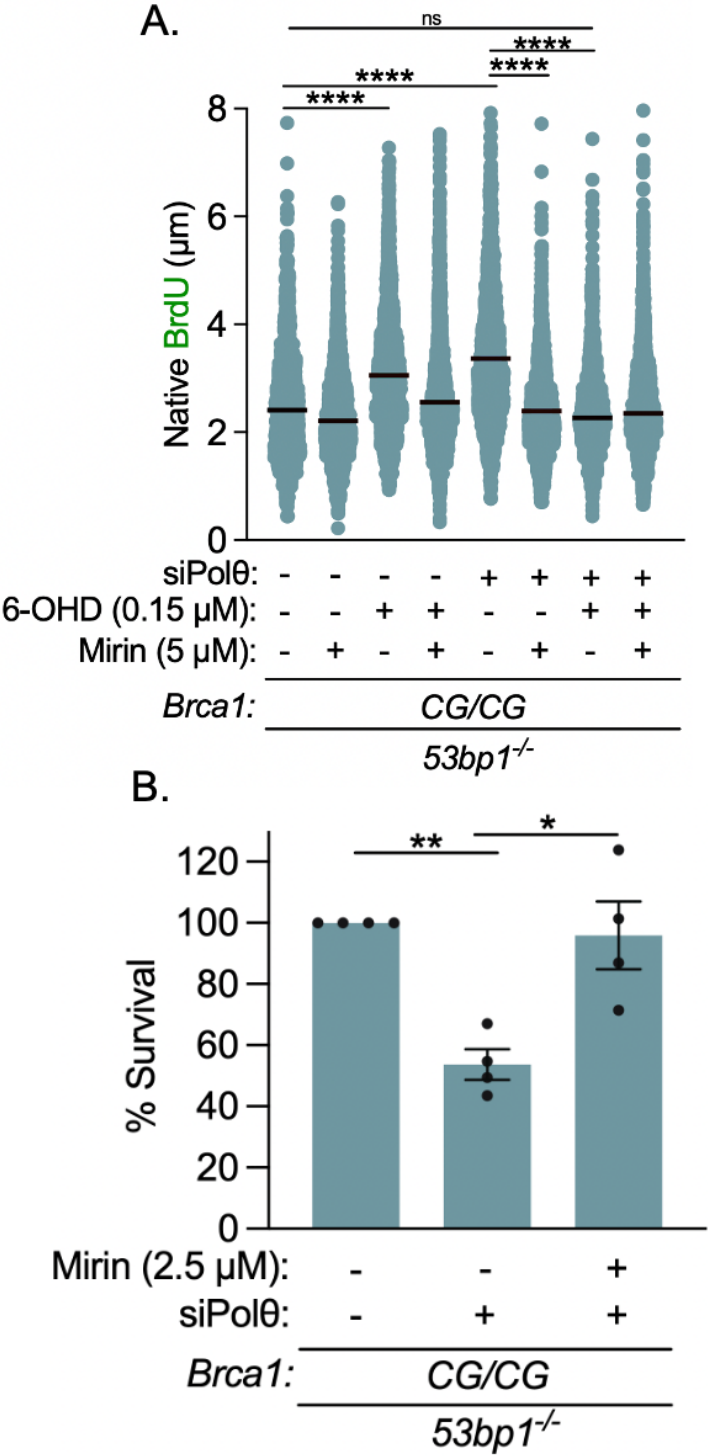 A.
ns
****
****
****
****
8
6
4
2
0
Native BrdU (µm)
siPolθ: - - - - + + + +
6-OHD (0.15 µM): - - + + - - + +
Mirin (5 µM): - + - + - + - +
Brca1: CG/CG
53bp1-/-
B.
*
**
120
100
80
60
40
20
0
% Survival
Mirin (2.5 µM): - - +
siPolθ: - + +
Brca1: CG/CG
53bp1-/-